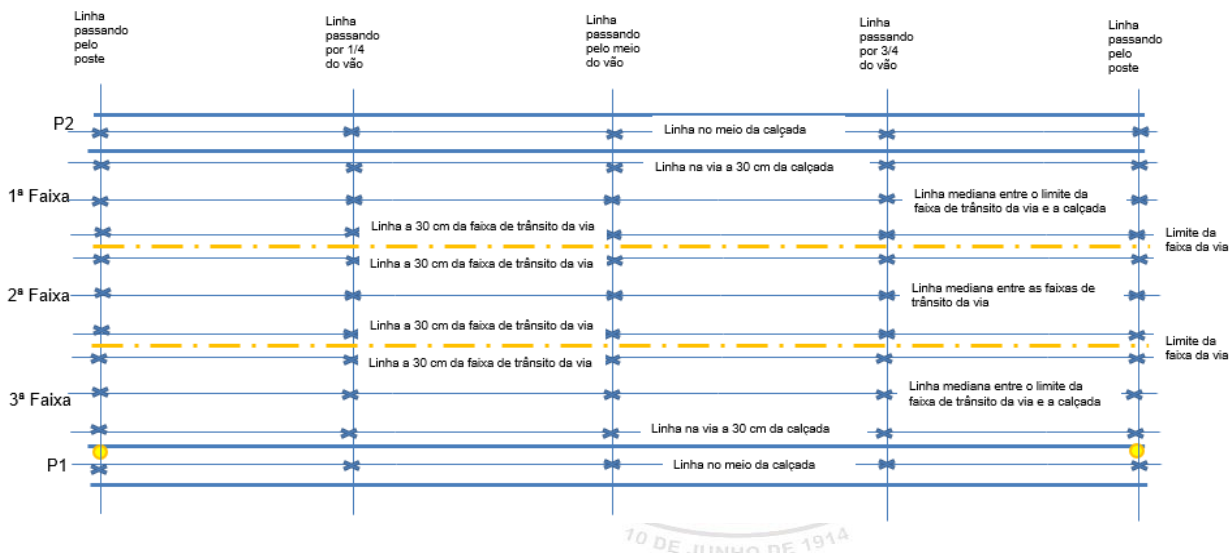 Linha
passando
pelo
poste
Linha
passando
por 1/4
do vão
Linha
passando
pelo meio
do vão
Linha
passando
por 3/4
do vão
Linha
passando
pelo
poste
P2
Linha no meio da calçada
Linha na via a 30 cm da calçada
1ª Faixa
Linha mediana entre o limite da
faixa de trânsito da via e a calçada
Linha a 30 cm da faixa de trânsito da via
Limite da
faixa da via
Linha a 30 cm da faixa de trânsito da via
2ª Faixa
Linha mediana entre as faixas de
trânsito da via
Linha a 30 cm da faixa de trânsito da via
Limite da
faixa da via
Linha a 30 cm da faixa de trânsito da via
3ª Faixa
Linha mediana entre o limite da
faixa de trânsito da via e a calçada
Linha na via a 30 cm da calçada
P1
Linha no meio da calçada
10 DE JUNHO DE 1914